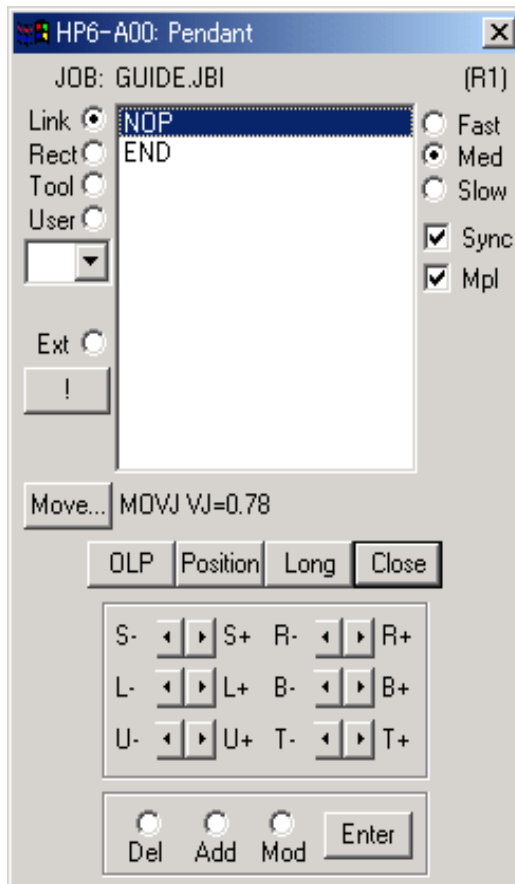 HP6-A00: Pendant
JOB: GUIDE.JBI (R1)
Link NOP Fast
Rect END Med
Tool Slow
User
Sync
Mpl
Ext
!
Move... MOVJ VJ=0.78
OLP Position Long Close
S- S+ R- R+
L- L+ B- B+
U- U+ T- T+
Del Add Mod Enter